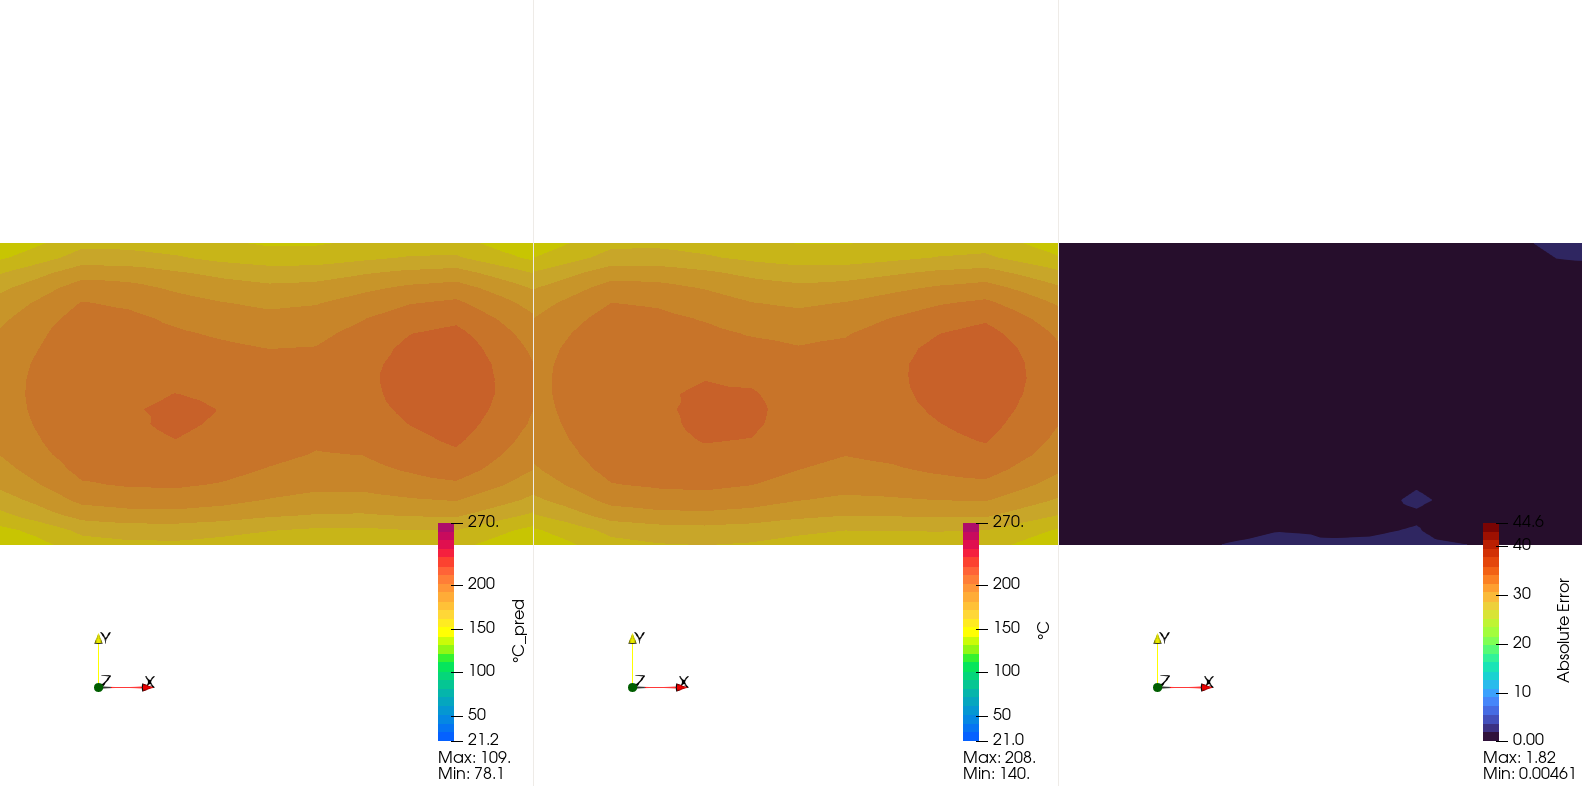 270.
200
150
100
50
21.2
°C_pred
Max: 109.
Min: 78.1
Y
Z
X
270.
200
150
100
50
21.0
°C
Max: 208.
Min: 140.
Y
Z
X
44.6
40
30
20
10
0.00
Absolute Error
Max: 1.82
Min: 0.00461
Y
Z
X